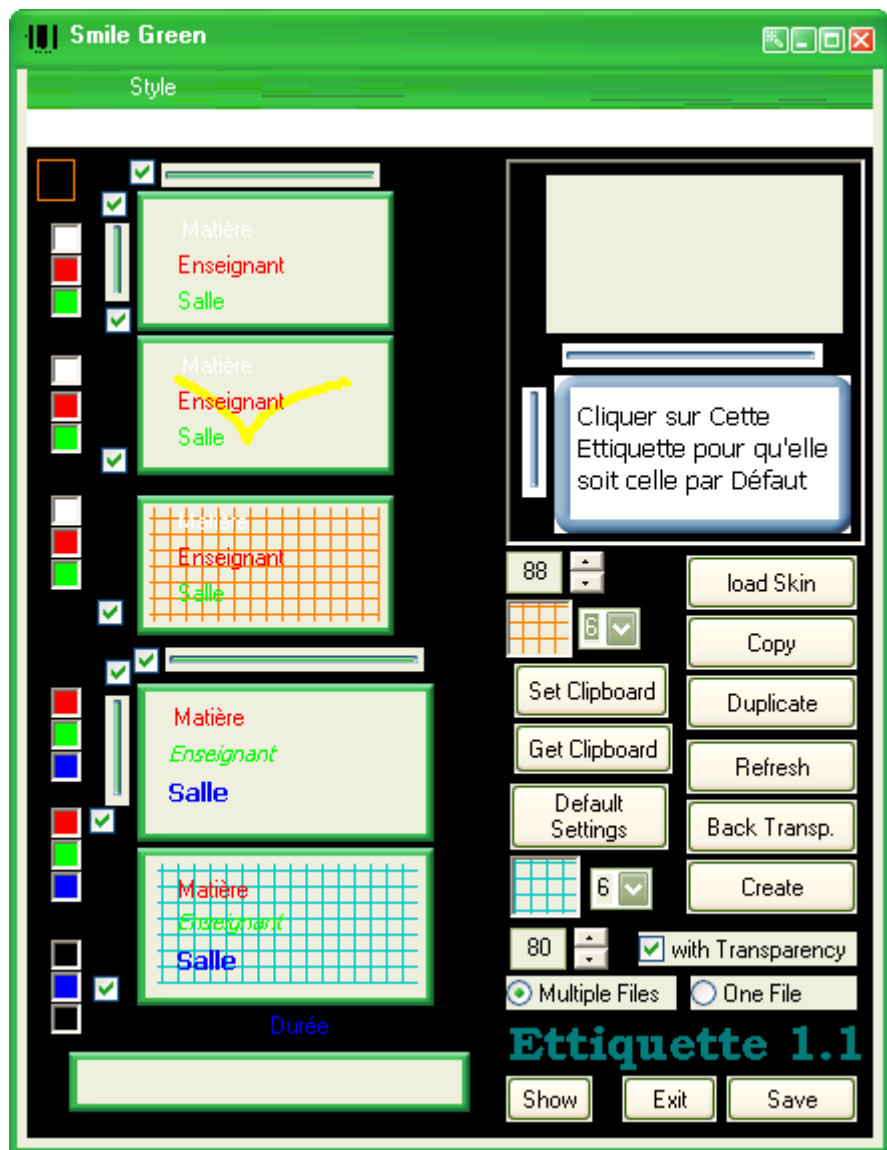 Smile Green
Style
Matière
Enseignant
Salle
Matière
Enseignant
Salle
Matière
Enseignant
Salle
Matière
Enseignant
Salle
Matière
Enseignant
Salle
Durée
Cliquer sur Cette
Ettiquette pour qu'elle
soit celle par Défaut
88
load Skin
6
Copy
Set Clipboard
Duplicate
Get Clipboard
Refresh
Default
Settings
Back Transp.
6
Create
80
with Transparency
Multiple Files
One File
Ettiquette 1.1
Show
Exit
Save